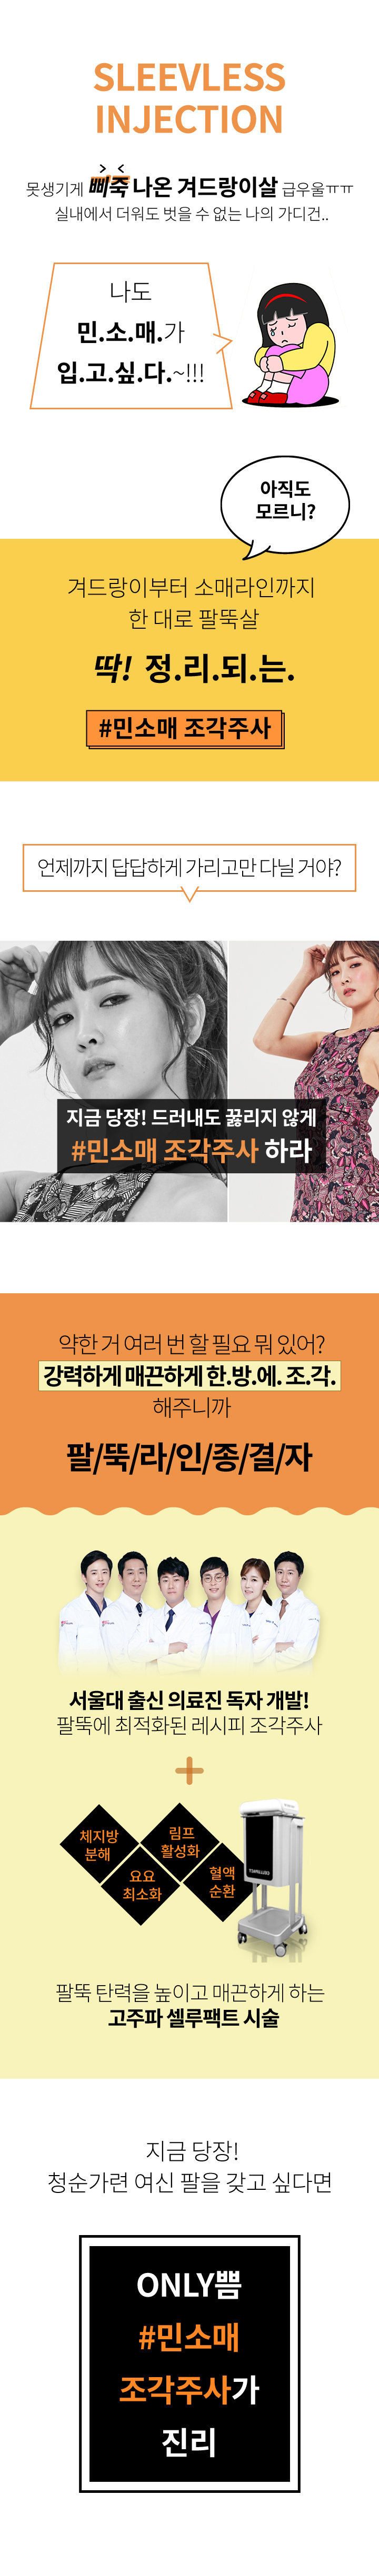 SLEEVLESS
INJECTION
못생기게 삐죽 나온 겨드랑이살 급우울ㅠㅠ
실내에서 더워도 벗을 수 없는 나의 가디건..
나도
민.소.매.가
입.고.싶.다.~!!!
아직도
모르니?
겨드랑이부터 소매라인까지
한 대로 팔뚝살
딱! 정.리.되.는.
#민소매 조각주사
언제까지 답답하게 가리고만 다닐 거야?
지금 당장! 드러내도 꿇리지 않게
#민소매 조각주사 하라
약한 거 여러 번 할 필요 뭐 있어?
강력하게 매끈하게 한.방.에. 조.각.
해주니까
팔/뚝/라/인/종/결/자
서울대 출신 의료진 독자 개발!
팔뚝에 최적화된 레시피 조각주사
+
체지방
분해
림프
활성화
요요
최소화
혈액
순환
팔뚝 탄력을 높이고 매끈하게 하는
고주파 셀루팩트 시술
지금 당장!
청순가련 여신 팔을 갖고 싶다면
ONLY쁨
#민소매
조각주사가
진리